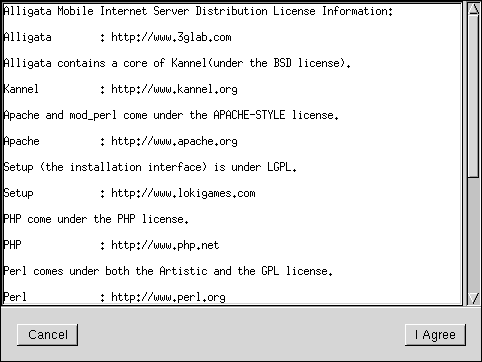 Alligata Mobile Internet Server Distribution License Information:
Alligata : http://www.3glab.com
Alligata contains a core of Kannel(under the BSD license).
Kannel : http://www.kannel.org
Apache and mod_perl come under the APACHE-STYLE license.
Apache : http://www.apache.org
Setup (the installation interface) is under LGPL.
Setup : http://www.lokigames.com
PHP come under the PHP license.
PHP : http://www.php.net
Perl comes under both the Artistic and the GPL license.
Perl : http://www.perl.org
Cancel I Agree